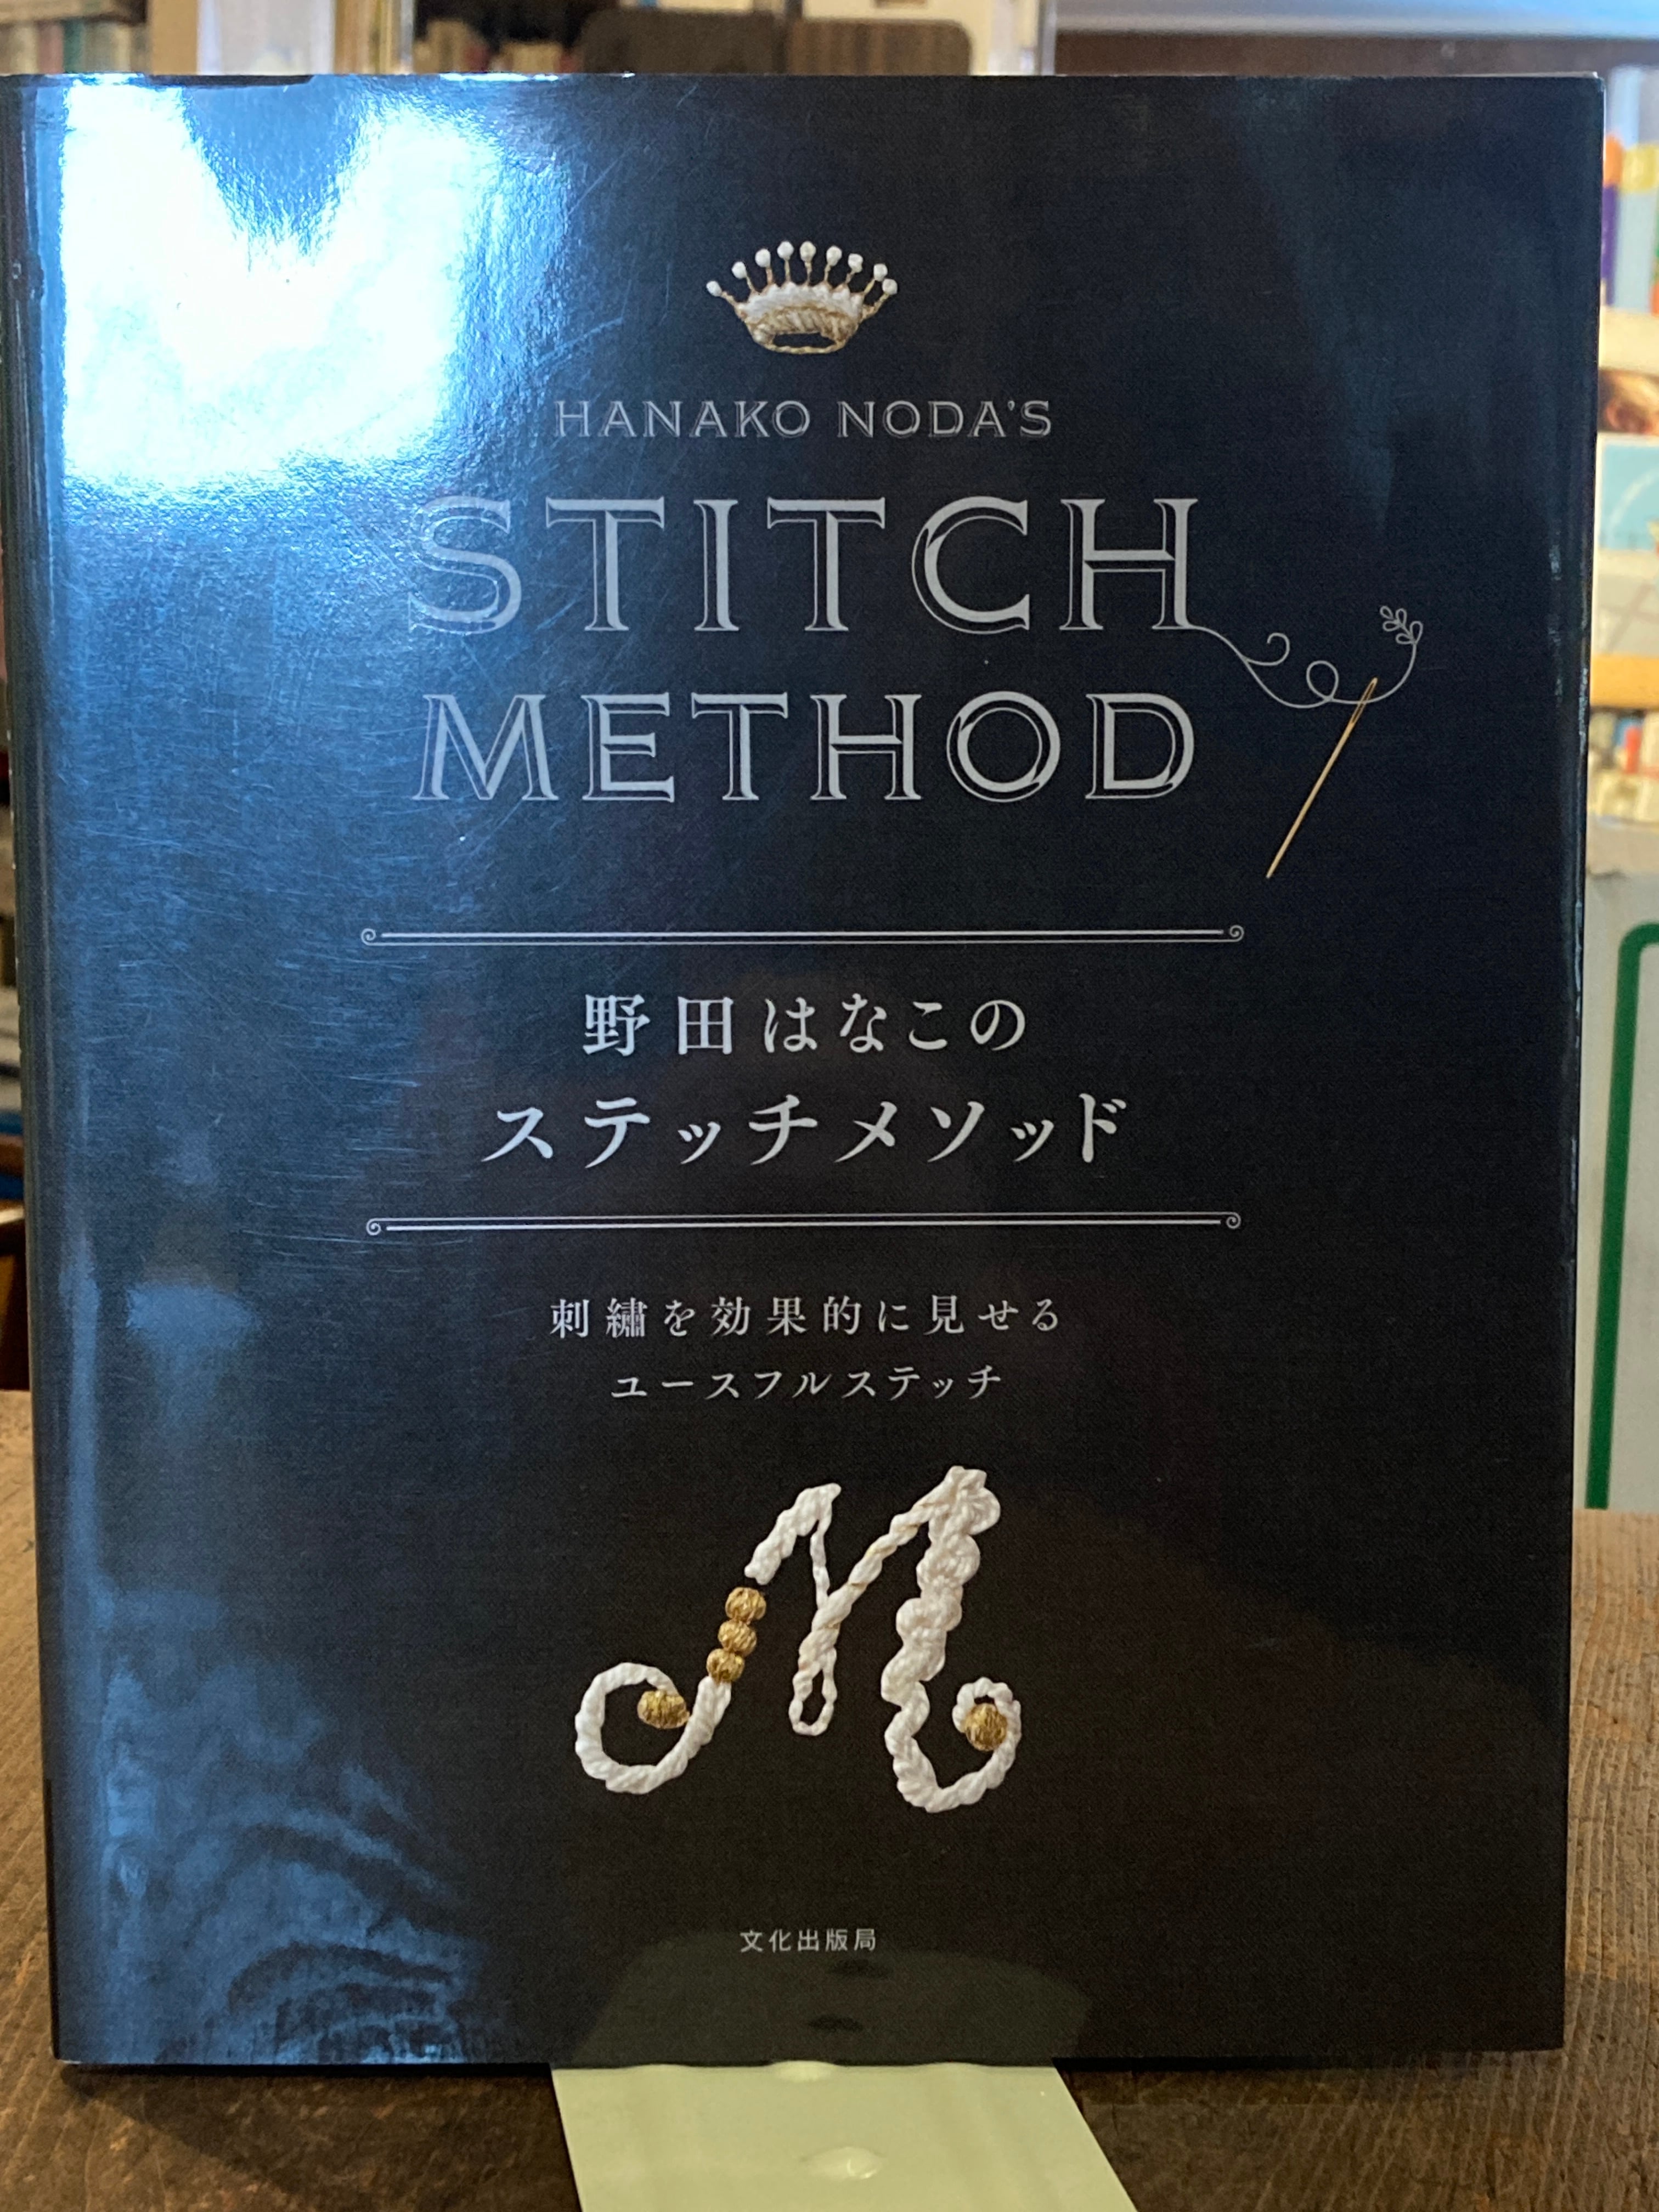 HANAKO NODA'S
STITCH
METHOD
野田はなこの
ステッチメソッド
刺繡を効果的に見せる
ユースフルステッチ
M
文化出版局